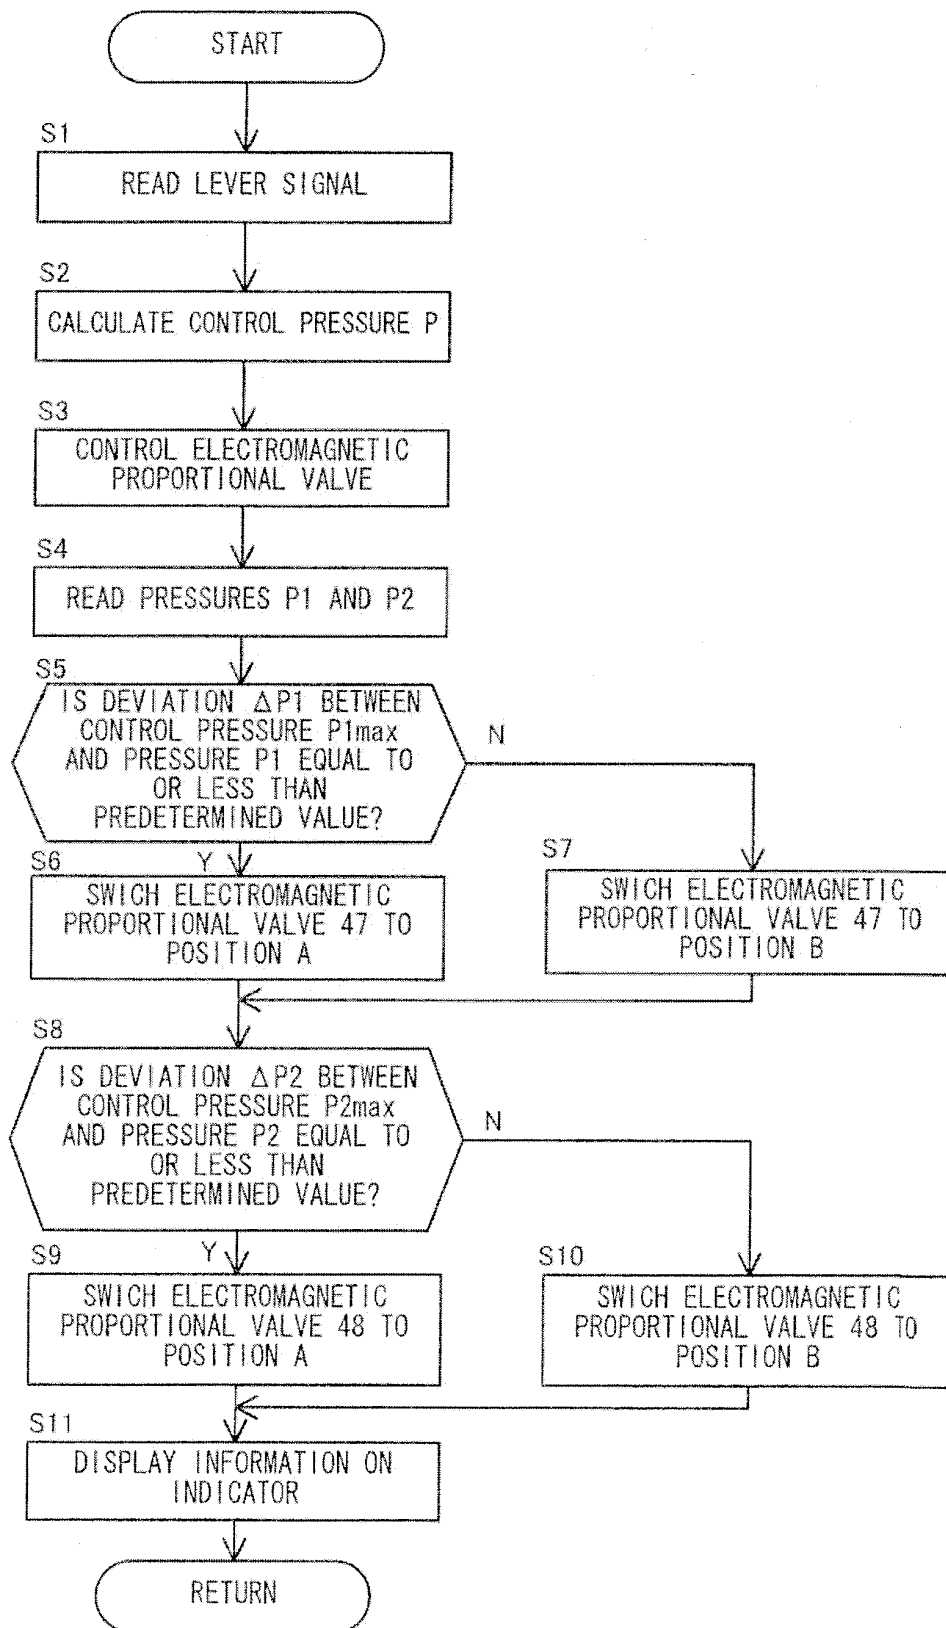 START
S1
READ LEVER SIGNAL
S2
CALCULATE CONTROL PRESSURE P
S3
CONTROL ELECTROMAGNETIC
PROPORTIONAL VALVE
S4
READ PRESSURES P1 AND P2
S5
IS DEVIATION ΔP1 BETWEEN
CONTROL PRESSURE P1max
AND PRESSURE P1 EQUAL TO
OR LESS THAN
PREDETERMINED VALUE?
N
Y
S6
SWICH ELECTROMAGNETIC
PROPORTIONAL VALVE 47 TO
POSITION A
S7
SWICH ELECTROMAGNETIC
PROPORTIONAL VALVE 47 TO
POSITION B
S8
IS DEVIATION ΔP2 BETWEEN
CONTROL PRESSURE P2max
AND PRESSURE P2 EQUAL TO
OR LESS THAN
PREDETERMINED VALUE?
N
Y
S9
SWICH ELECTROMAGNETIC
PROPORTIONAL VALVE 48 TO
POSITION A
S10
SWICH ELECTROMAGNETIC
PROPORTIONAL VALVE 48 TO
POSITION B
S11
DISPLAY INFORMATION ON
INDICATOR
RETURN